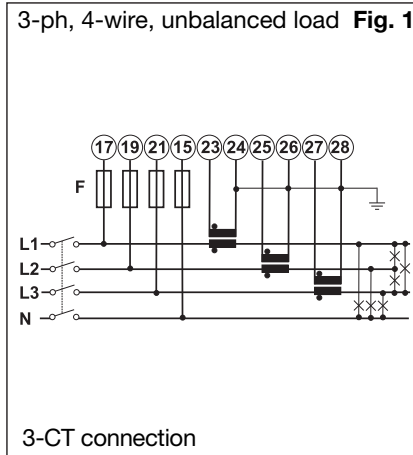 3-ph, 4-wire, unbalanced load Fig. 1
17 19 21 15 23 24 25 26 27 28
F
L1
L2
L3
N
3-CT connection